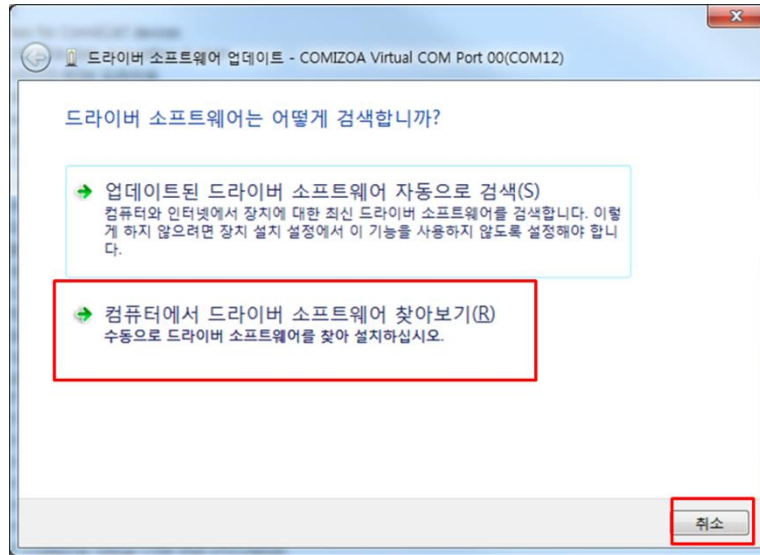 드라이버 소프트웨어 업데이트 - COMIZOA Virtual COM Port 00(COM12)
드라이버 소프트웨어는 어떻게 검색합니까?
업데이트된 드라이버 소프트웨어 자동으로 검색(S)
컴퓨터와 인터넷에서 장치에 대한 최신 드라이버 소프트웨어를 검색합니다. 이렇
게 하지 않으려면 장치 설치 설정에서 이 기능을 사용하지 않도록 설정해야 합니
다.
컴퓨터에서 드라이버 소프트웨어 찾아보기(R)
수동으로 드라이버 소프트웨어를 찾아 설치하십시오.
취소